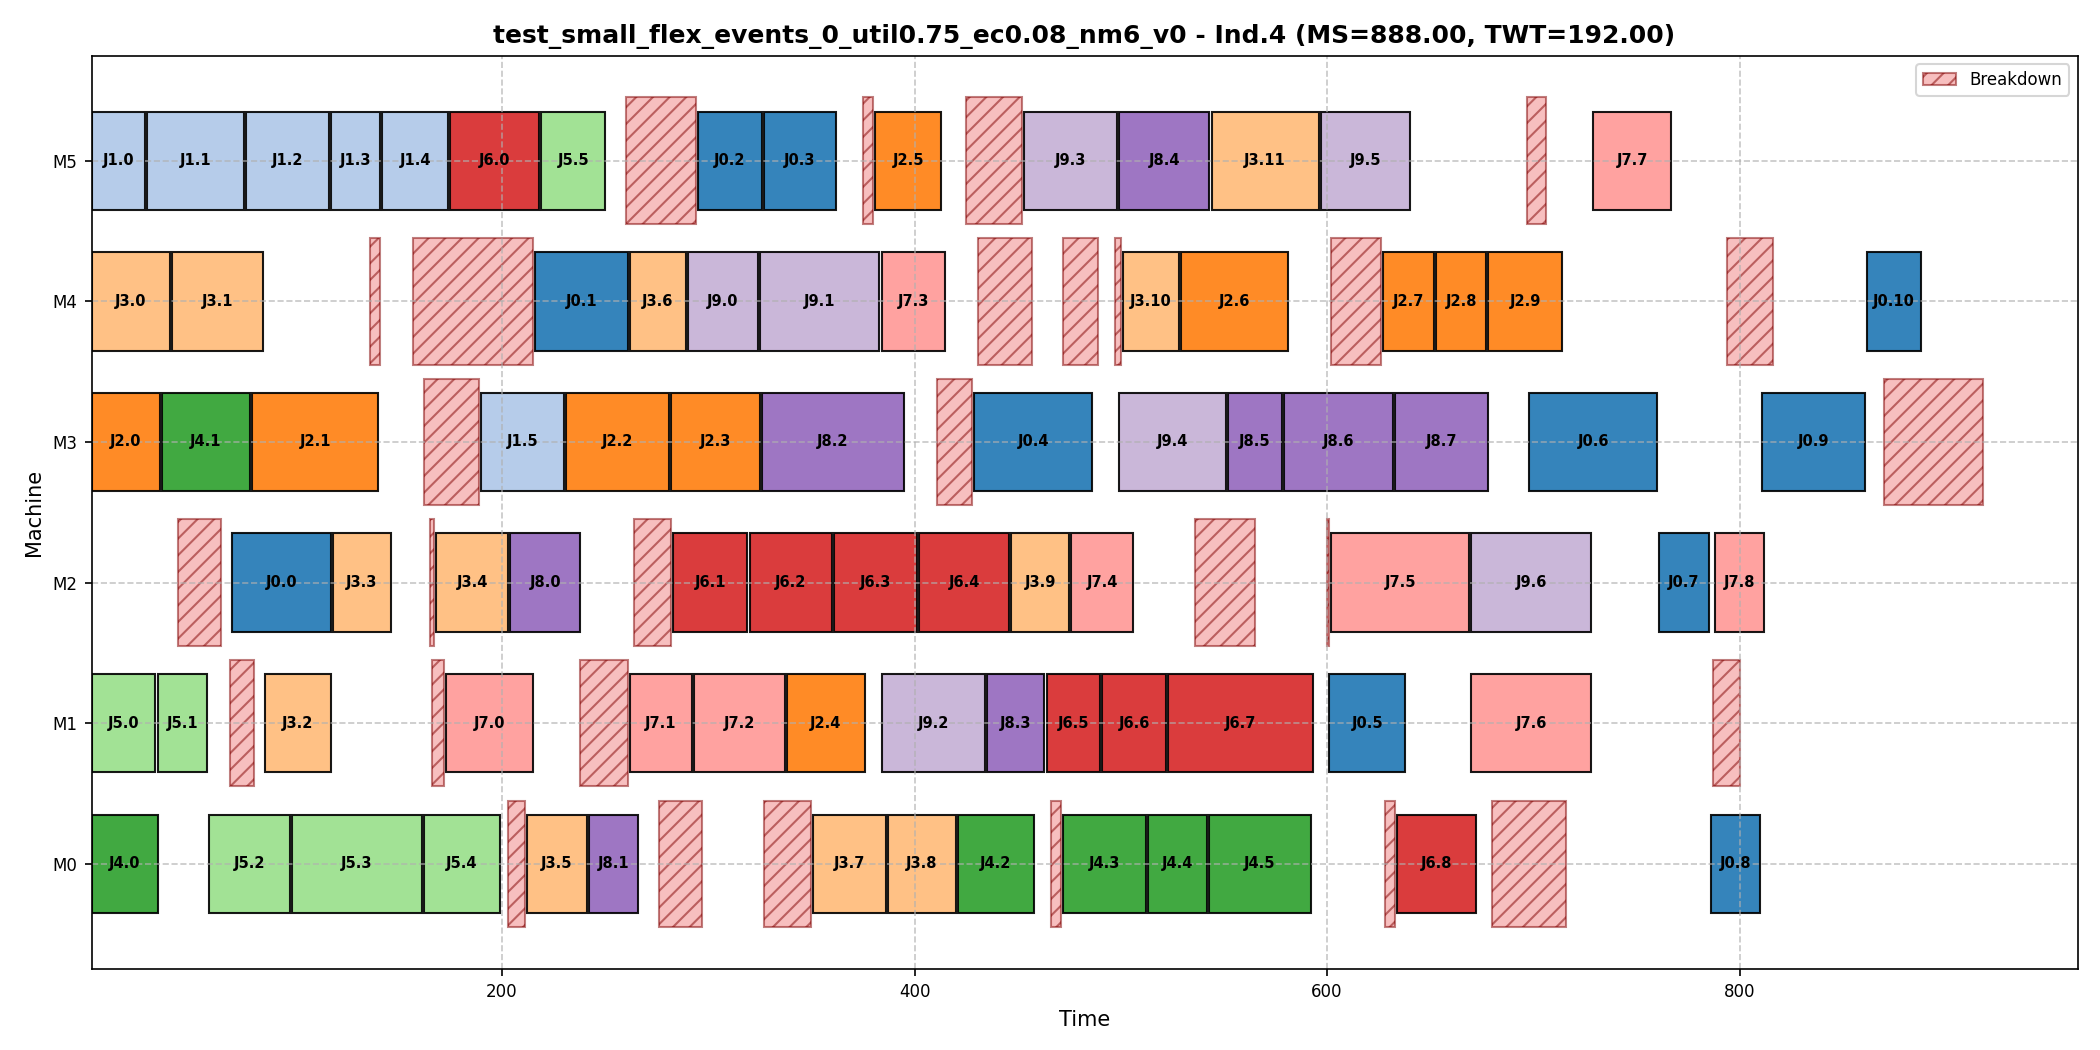 test_small_flex_events_0_util0.75_ec0.08_nm6_v0 - Ind.4 (MS=888.00, TWT=192.00)
Breakdown
M5 J1.0 J1.1 J1.2 J1.3 J1.4 J6.0 J5.5 J0.2 J0.3 J2.5 J9.3 J8.4 J3.11 J9.5 J7.7
M4 J3.0 J3.1 J0.1 J3.6 J9.0 J9.1 J7.3 J3.10 J2.6 J2.7 J2.8 J2.9 J0.10
M3 J2.0 J4.1 J2.1 J1.5 J2.2 J2.3 J8.2 J0.4 J9.4 J8.5 J8.6 J8.7 J0.6 J0.9
Machine
M2 J0.0 J3.3 J3.4 J8.0 J6.1 J6.2 J6.3 J6.4 J3.9 J7.4 J7.5 J9.6 J0.7 J7.8
M1 J5.0 J5.1 J3.2 J7.0 J7.1 J7.2 J2.4 J9.2 J8.3 J6.5 J6.6 J6.7 J0.5 J7.6
M0 J4.0 J5.2 J5.3 J5.4 J3.5 J8.1 J3.7 J3.8 J4.2 J4.3 J4.4 J4.5 J6.8 J0.8
200 400 600 800
Time